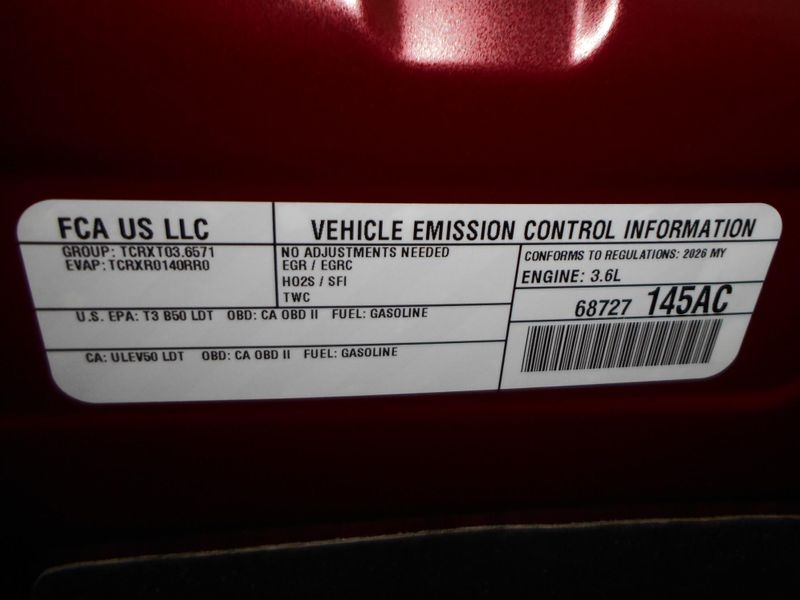 FCA US LLC
VEHICLE EMISSION CONTROL INFORMATION
GROUP: TCRXT03.6571
EVAP: TCRXR0140RR0
NO ADJUSTMENTS NEEDED
EGR / EGRC
HO2S / SFI
TWC
CONFORMS TO REGULATIONS: 2026 MY
ENGINE: 3.6L
U.S. EPA: T3 B50 LDT OBD: CA OBD II FUEL: GASOLINE
68727 145AC
CA: ULEV50 LDT OBD: CA OBD II FUEL: GASOLINE